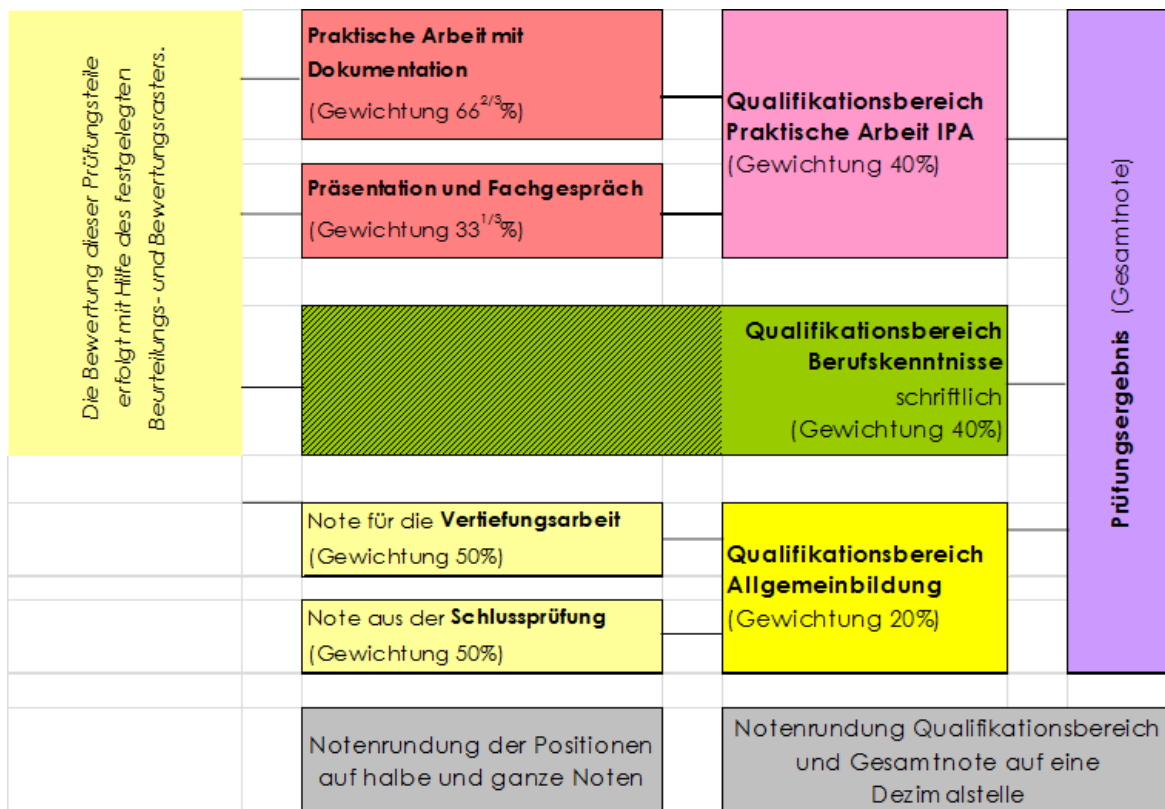 Die Bewertung dieser Prüfungsteile
erfolgt mit Hilfe des festgelegten
Beurteilungs- und Bewertungsrasters.
Praktische Arbeit mit
Dokumentation
(Gewichtung 66 2/3%)
Präsentation und Fachgespräch
(Gewichtung 33 1/3%)
Qualifikationsbereich
Praktische Arbeit IPA
(Gewichtung 40%)
Qualifikationsbereich
Berufskenntnisse
schriftlich
(Gewichtung 40%)
Note für die Vertiefungsarbeit
(Gewichtung 50%)
Note aus der Schlussprüfung
(Gewichtung 50%)
Qualifikationsbereich
Allgemeinbildung
(Gewichtung 20%)
Prüfungsergebnis (Gesamtnote)
Notenrundung der Positionen
auf halbe und ganze Noten
Notenrundung Qualifikationsbereich
und Gesamtnote auf eine
Dezimalstelle